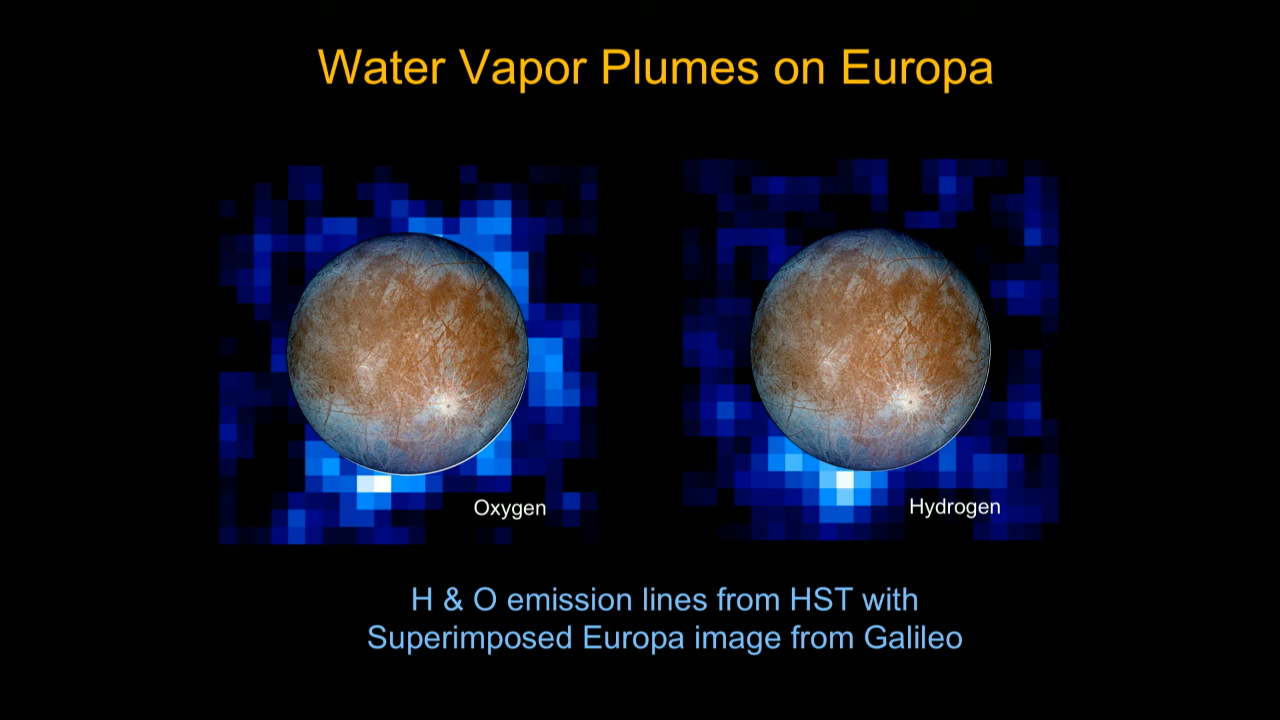 Water Vapor Plumes on Europa
Oxygen
Hydrogen
H & O emission lines from HST with
Superimposed Europa image from Galileo